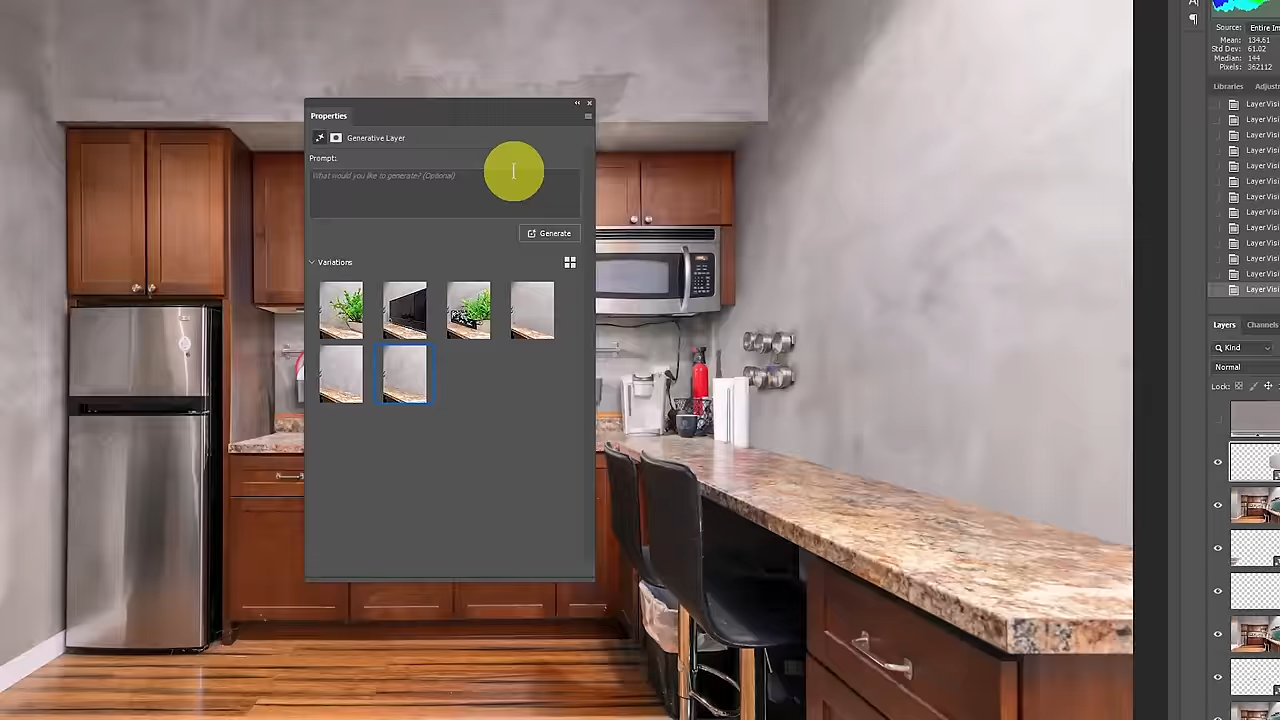 Properties
Generative Layer
Prompt:
What would you like to generate? (Optional)
Generate
Variations
Source: Entire Im
Mean: 134.61
Std Dev: 61.02
Median: 144
Pixels: 362112
Libraries Adjustr
Layer Visi
Layer Visi
Layer Visi
Layer Visi
Layer Visi
Layer Visi
Layer Visi
Layer Visi
Layer Visi
Layer Visi
Layer Visi
Layer Visi
Layer Visi
Layers Channels
Kind
Normal
Lock: